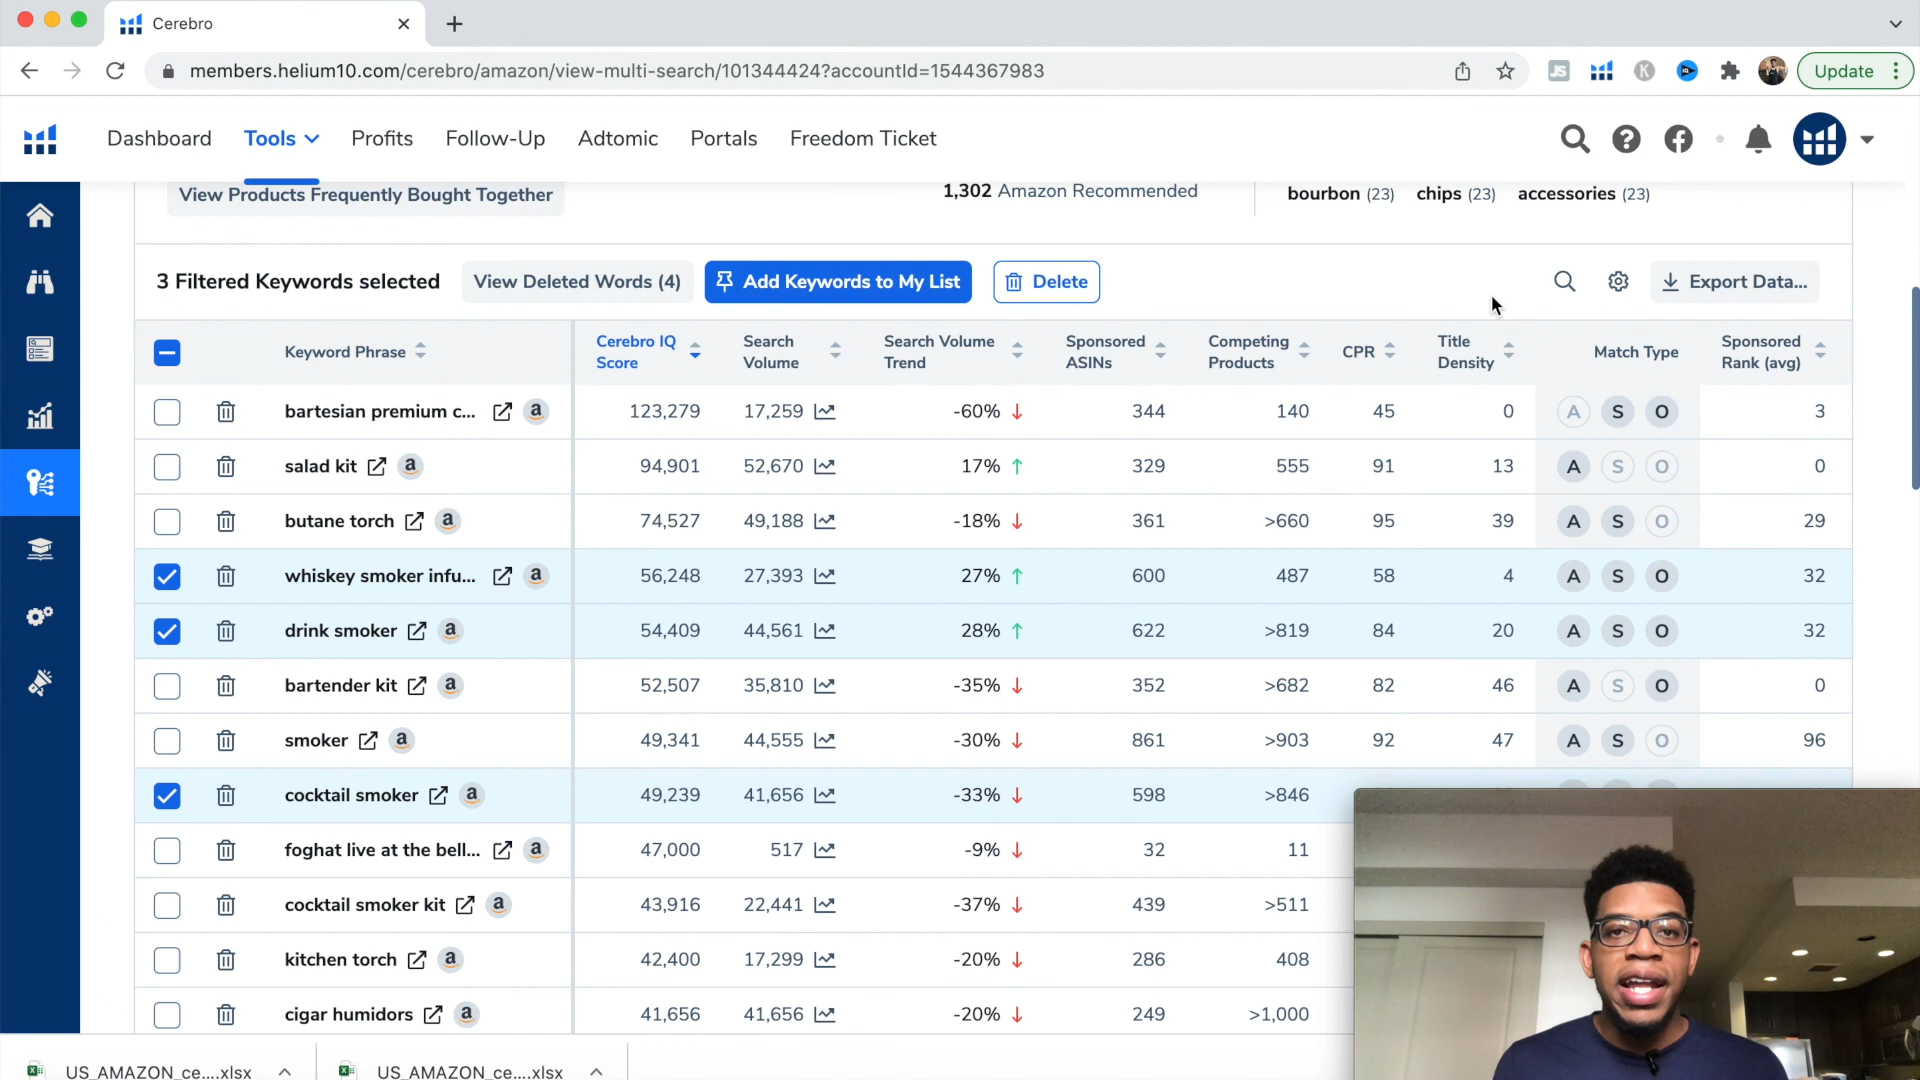 Cerebro
members.helium10.com/cerebro/amazon/view-multi-search/101344424?accountId=1544367983
JS
K
Update
Dashboard
Tools
Profits
Follow-Up
Adtomic
Portals
Freedom Ticket
View Products Frequently Bought Together
1,302 Amazon Recommended
bourbon (23) chips (23) accessories (23)
3 Filtered Keywords selected
View Deleted Words (4)
Add Keywords to My List
Delete
Export Data...
Keyword Phrase
Cerebro IQ Score
Search Volume
Search Volume Trend
Sponsored ASINs
Competing Products
CPR
Title Density
Match Type
Sponsored Rank (avg)
bartesian premium c... a 123,279 17,259 -60% 344 140 45 0 A S O 3
salad kit a 94,901 52,670 17% 329 555 91 13 A S O 0
butane torch a 74,527 49,188 -18% 361 >660 95 39 A S O 29
whiskey smoker infu... a 56,248 27,393 27% 600 487 58 4 A S O 32
drink smoker a 54,409 44,561 28% 622 >819 84 20 A S O 32
bartender kit a 52,507 35,810 -35% 352 >682 82 46 A S O 0
smoker a 49,341 44,555 -30% 861 >903 92 47 A S O 96
cocktail smoker a 49,239 41,656 -33% 598 >846
foghat live at the bell... a 47,000 517 -9% 32 11
cocktail smoker kit a 43,916 22,441 -37% 439 >511
kitchen torch a 42,400 17,299 -20% 286 408
cigar humidors a 41,656 41,656 -20% 249 >1,000
US_AMAZON_ce....xlsx
US_AMAZON_ce....xlsx